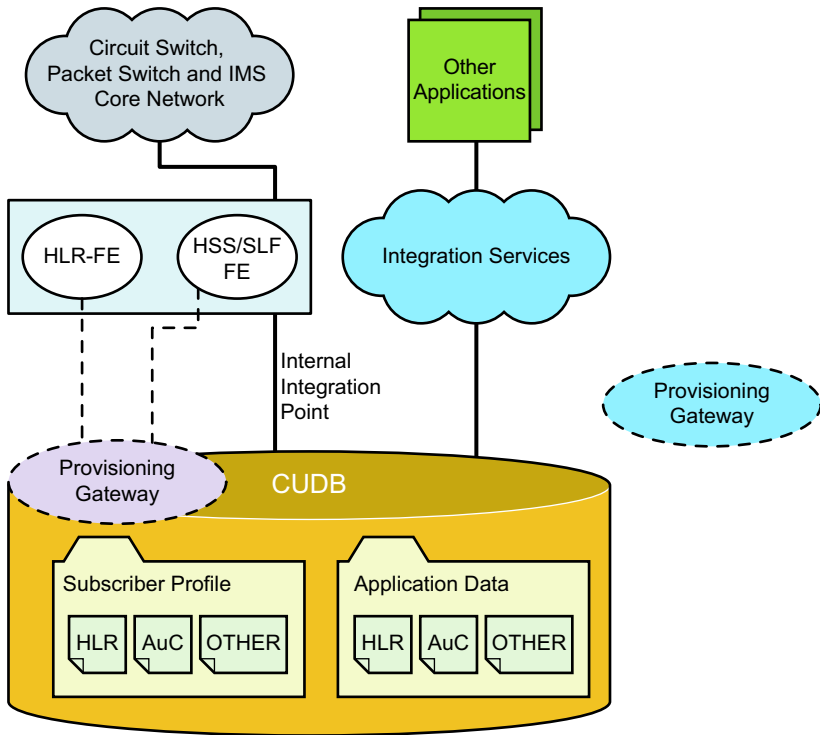 Circuit Switch,
Packet Switch and IMS
Core Network
Other
Applications
HLR-FE
HSS/SLF
FE
Integration Services
Internal
Integration
Point
Provisioning
Gateway
Provisioning
Gateway
CUDB
Subscriber Profile
HLR
AuC
OTHER
Application Data
HLR
AuC
OTHER